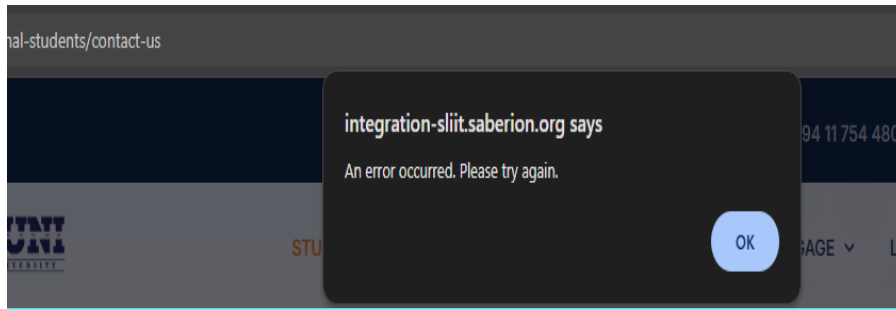 nal-students/contact-us
integration-sliit.saberion.org says
94 11 754 480
An error occurred. Please try again.
UNI
STU
OK
GAGE
L